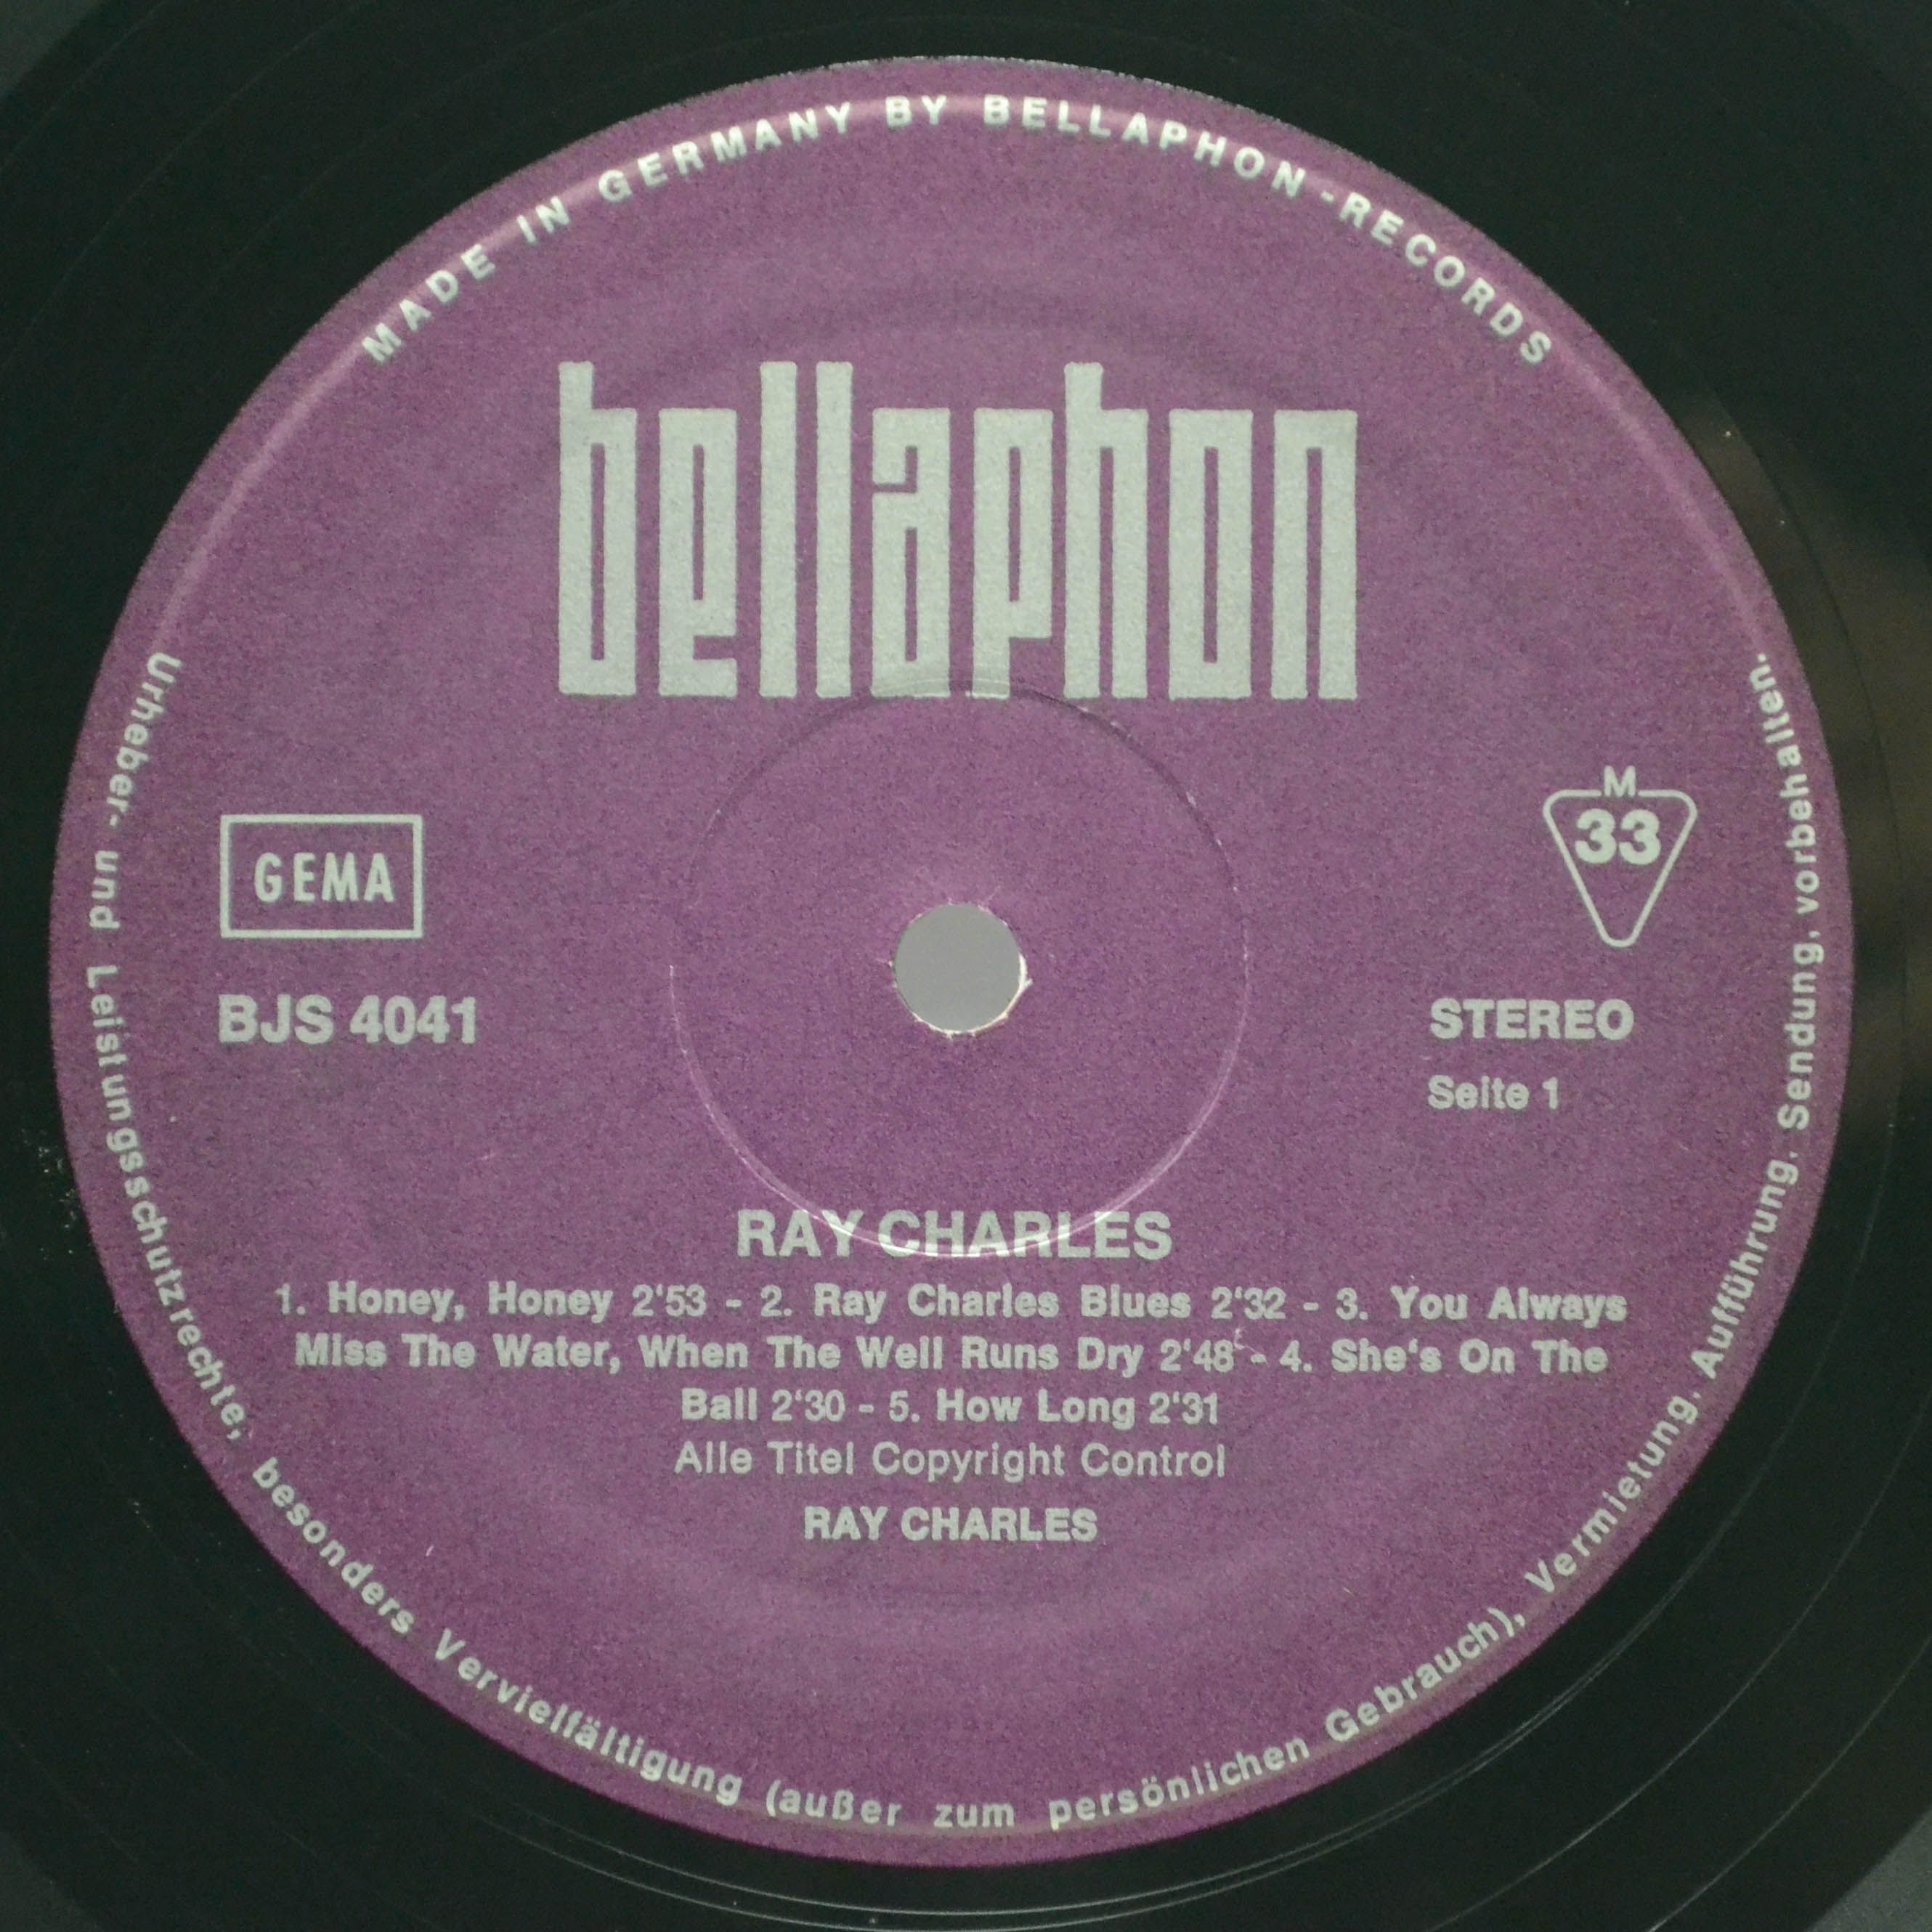 MADE IN GERMANY BY BELLAPHON-RECORDS
bellaphon
GEMA
M
33
BJS 4041
STEREO
Seite 1
RAY CHARLES
1. Honey, Honey 2'53 - 2. Ray Charles Blues 2'32 - 3. You Always
Miss The Water, When The Well Runs Dry 2'48 - 4. She's On The
Ball 2'30 - 5. How Long 2'31
Alle Titel Copyright Control
RAY CHARLES
Urheber- und Leistungsschutzrechte, besonders Vervielfältigung (außer zum persönlichen Gebrauch), Vermietung. Aufführung. Sendung, vorbehalten.